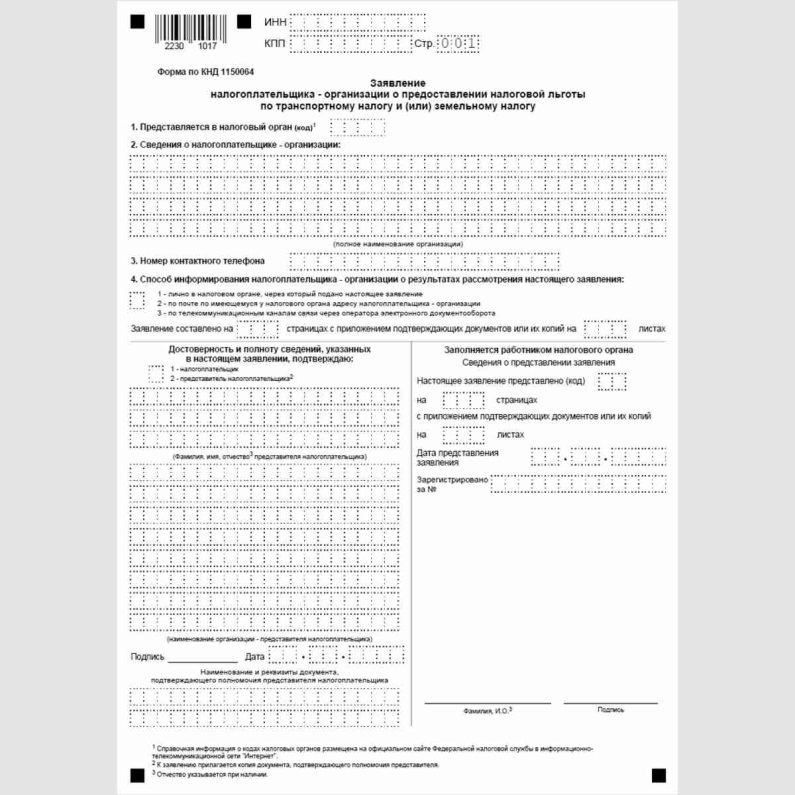 ИНН
2230 1017
КПП Стр. 001
Форма по КНД 1150064
Заявление
налогоплательщика - организации о предоставлении налоговой льготы
по транспортному налогу и (или) земельному налогу
1. Представляется в налоговый орган (код)1
2. Сведения о налогоплательщике - организации:
(полное наименование организации)
3. Номер контактного телефона
4. Способ информирования налогоплательщика - организации о результатах рассмотрения настоящего заявления:
1 - лично в налоговом органе, через который подано настоящее заявление
2 - по почте по имеющемуся у налогового органа адресу налогоплательщика - организации
3 - по телекоммуникационным каналам связи через оператора электронного документооборота
Заявление составлено на страницах с приложением подтверждающих документов или их копий на листах
Достоверность и полноту сведений, указанных
в настоящем заявлении, подтверждаю:
1 - налогоплательщик
2 - представитель налогоплательщика2
(Фамилия, имя, отчество3 представителя налогоплательщика)
(наименование организации - представителя налогоплательщика)
Подпись Дата . .
Наименование и реквизиты документа,
подтверждающего полномочия представителя налогоплательщика
Заполняется работником налогового органа
Сведения о представлении заявления
Настоящее заявление представлено (код)
на страницах
с приложением подтверждающих документов или их копий
на листах
Дата представления
заявления . .
Зарегистрировано
за №
Фамилия, И.О.3 Подпись
1 Справочная информация о кодах налоговых органов размещена на официальном сайте Федеральной налоговой службы в информационно-
телекоммуникационной сети "Интернет".
2 К заявлению прилагается копия документа, подтверждающего полномочия представителя.
3 Отчество указывается при наличии.